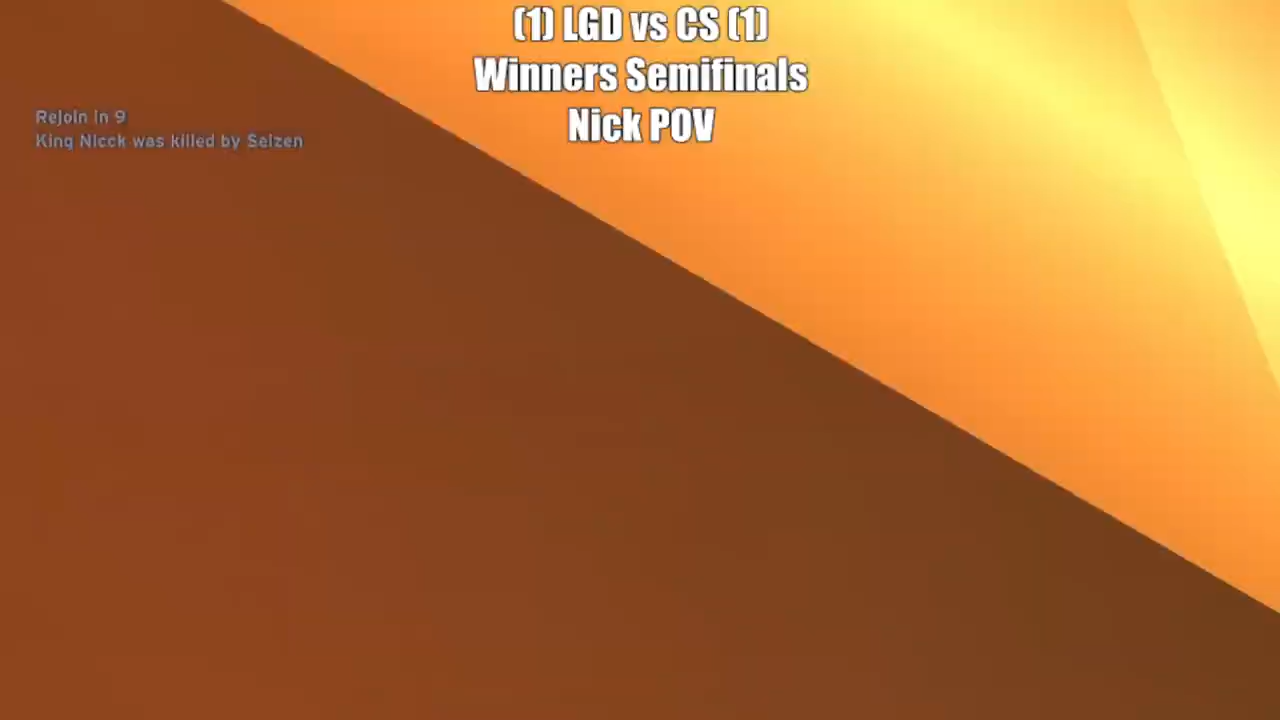 (1) LGD vs CS (1)
Winners Semifinals
Nick POV
Rejoin in 9
King Nicck was killed by Seizen